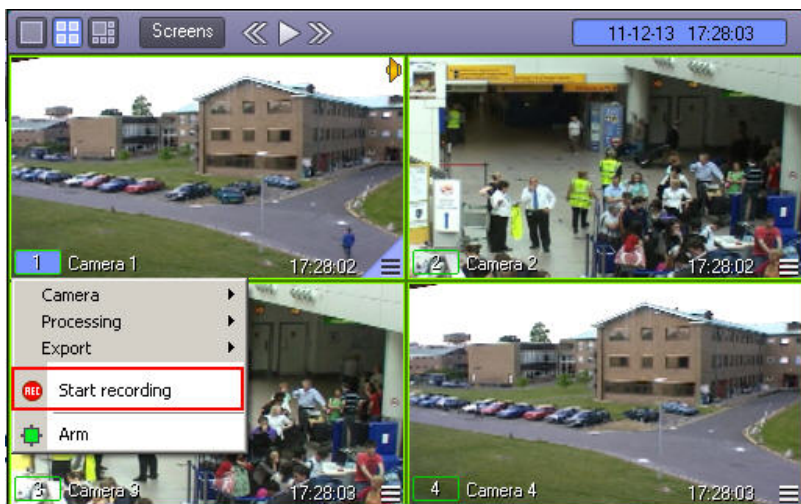 Screens 11-12-13 17:28:03
1 Camera 1 17:28:02
2 Camera 2 17:28:02
Camera
Processing
Export
REC Start recording
Arm
3 Camera 3 17:28:03
4 Camera 4 17:28:03